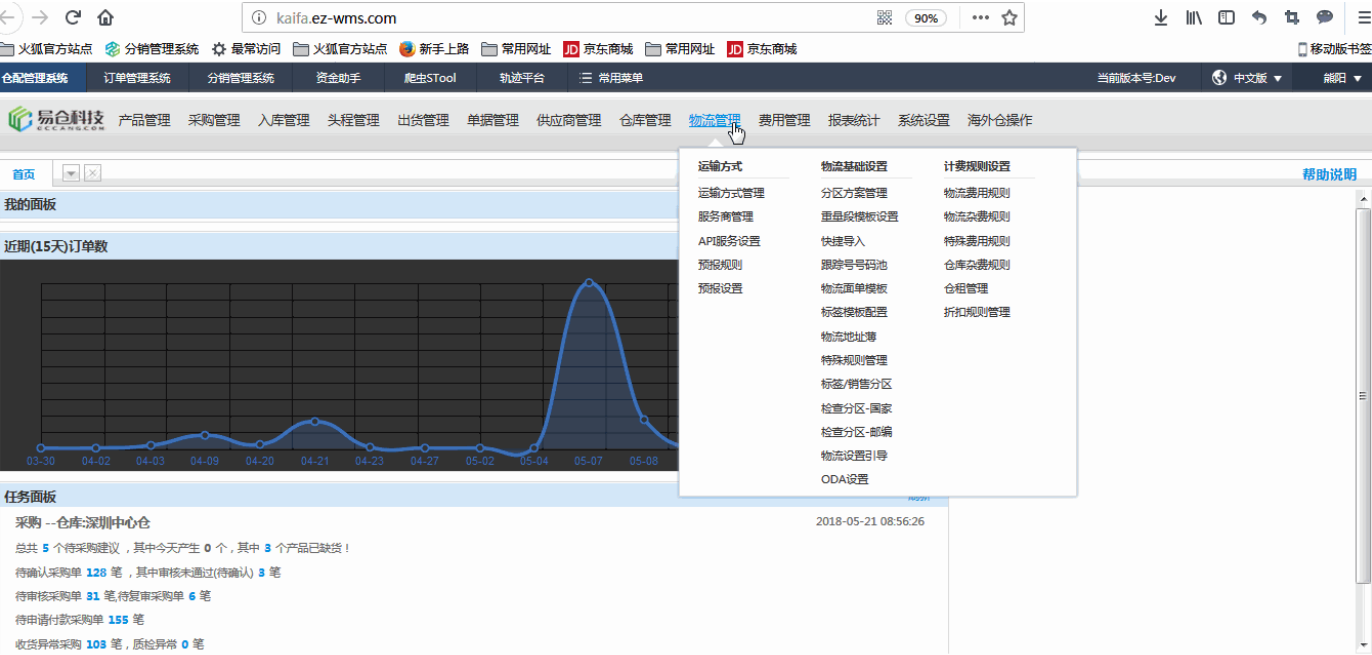 kaifa.ez-wms.com 90%
火狐官方站点 分销管理系统 最常访问 火狐官方站点 新手上路 常用网址 JD 京东商城 常用网址 JD 京东商城 移动版书签
仓配管理系统 订单管理系统 分销管理系统 资金助手 爬虫STool 轨迹平台 常用菜单 当前版本号:Dev 中文版 熊阳
易仓科技 ECCANG.COM 产品管理 采购管理 入库管理 头程管理 出货管理 单据管理 供应商管理 仓库管理 物流管理 费用管理 报表统计 系统设置 海外仓操作
首页 帮助说明
运输方式 物流基础设置 计费规则设置
运输方式管理 分区方案管理 物流费用规则
服务商管理 重量段模板设置 物流杂费规则
API服务设置 快捷导入 特殊费用规则
预报规则 跟踪号号码池 仓库杂费规则
预报设置 物流面单模板 仓租管理
标签模板配置 折扣规则管理
物流地址薄
特殊规则管理
标签/销售分区
检查分区-国家
检查分区-邮编
物流设置引导
ODA设置
我的面板
近期(15天)订单数
03-30 04-02 04-03 04-09 04-20 04-21 04-23 04-27 05-02 05-04 05-07 05-08
任务面板
采购 --仓库:深圳中心仓 2018-05-21 08:56:26
总共 5 个待采购建议 ，其中今天产生 0 个，其中 3 个产品已缺货！
待确认采购单 128 笔 ，其中审核未通过(待确认) 3 笔
待审核采购单 31 笔,待复审采购单 6 笔
待申请付款采购单 155 笔
收货异常采购 103 笔，质检异常 0 笔